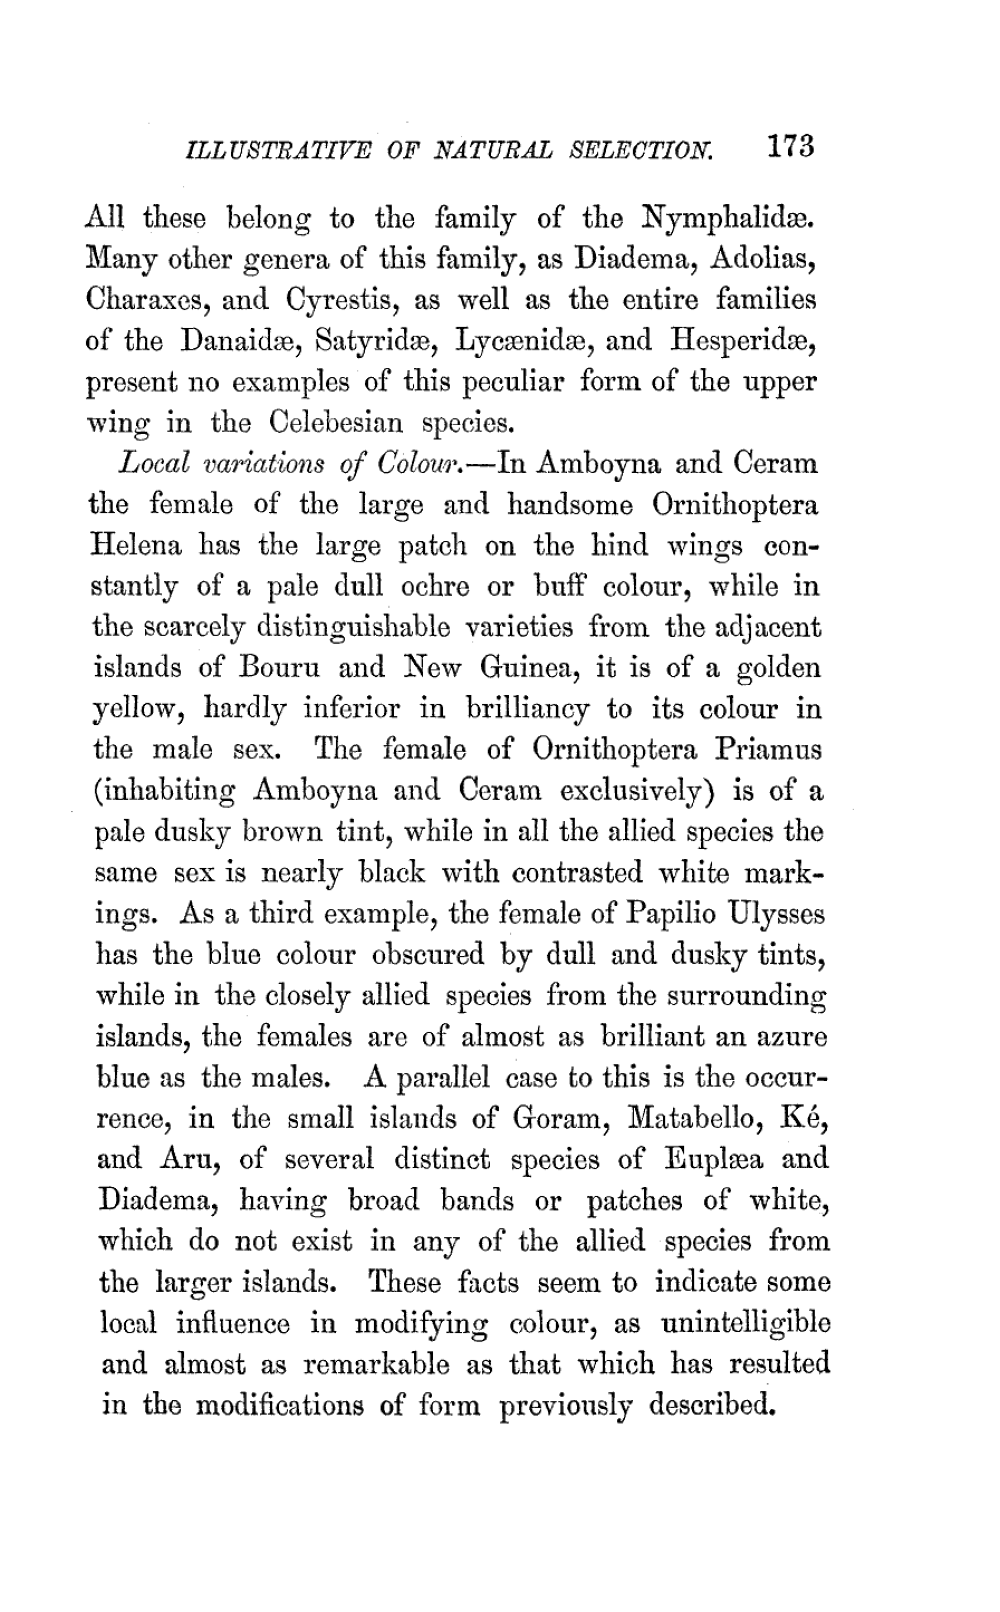 ILLUSTRATIVE OF NATURAL SELECTION. 173
All these belong to the family of the Nymphalidæ.
Many other genera of this family, as Diadema, Adolias,
Charaxes, and Cyrestis, as well as the entire families
of the Danaidæ, Satyridæ, Lycænidæ, and Hesperidæ,
present no examples of this peculiar form of the upper
wing in the Celebesian species.
Local variations of Colour.—In Amboyna and Ceram
the female of the large and handsome Ornithoptera
Helena has the large patch on the hind wings con-
stantly of a pale dull ochre or buff colour, while in
the scarcely distinguishable varieties from the adjacent
islands of Bouru and New Guinea, it is of a golden
yellow, hardly inferior in brilliancy to its colour in
the male sex. The female of Ornithoptera Priamus
(inhabiting Amboyna and Ceram exclusively) is of a
pale dusky brown tint, while in all the allied species the
same sex is nearly black with contrasted white mark-
ings. As a third example, the female of Papilio Ulysses
has the blue colour obscured by dull and dusky tints,
while in the closely allied species from the surrounding
islands, the females are of almost as brilliant an azure
blue as the males. A parallel case to this is the occur-
rence, in the small islands of Goram, Matabello, Ké,
and Aru, of several distinct species of Euplæa and
Diadema, having broad bands or patches of white,
which do not exist in any of the allied species from
the larger islands. These facts seem to indicate some
local influence in modifying colour, as unintelligible
and almost as remarkable as that which has resulted
in the modifications of form previously described.